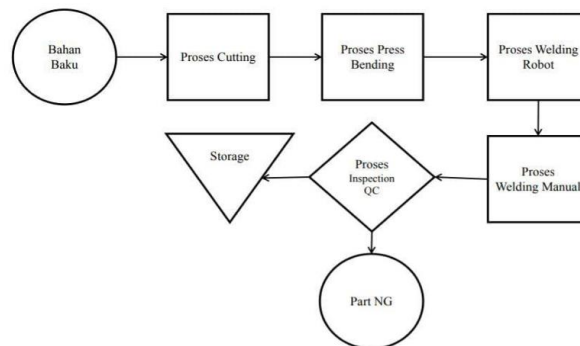 Bahan
Baku
Proses Cutting
Proses Press
Bending
Proses Welding
Robot
Storage
Proses
Inspection
QC
Proses
Welding Manual
Part NG